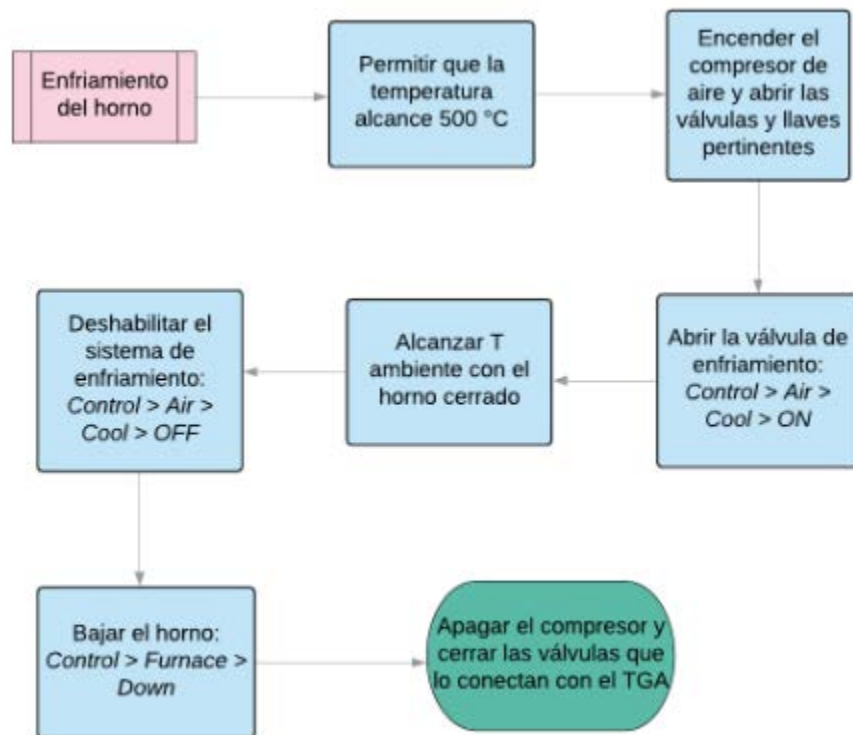 Enfriamiento
del horno
Permitir que la
temperatura
alcance 500 °C
Encender el
compresor de
aire y abrir las
válvulas y llaves
pertinentes
Abrir la válvula de
enfriamiento:
Control > Air >
Cool > ON
Alcanzar T
ambiente con el
horno cerrado
Deshabilitar el
sistema de
enfriamiento:
Control > Air >
Cool > OFF
Bajar el horno:
Control > Furnace >
Down
Apagar el compresor y
cerrar las válvulas que
lo conectan con el TGA